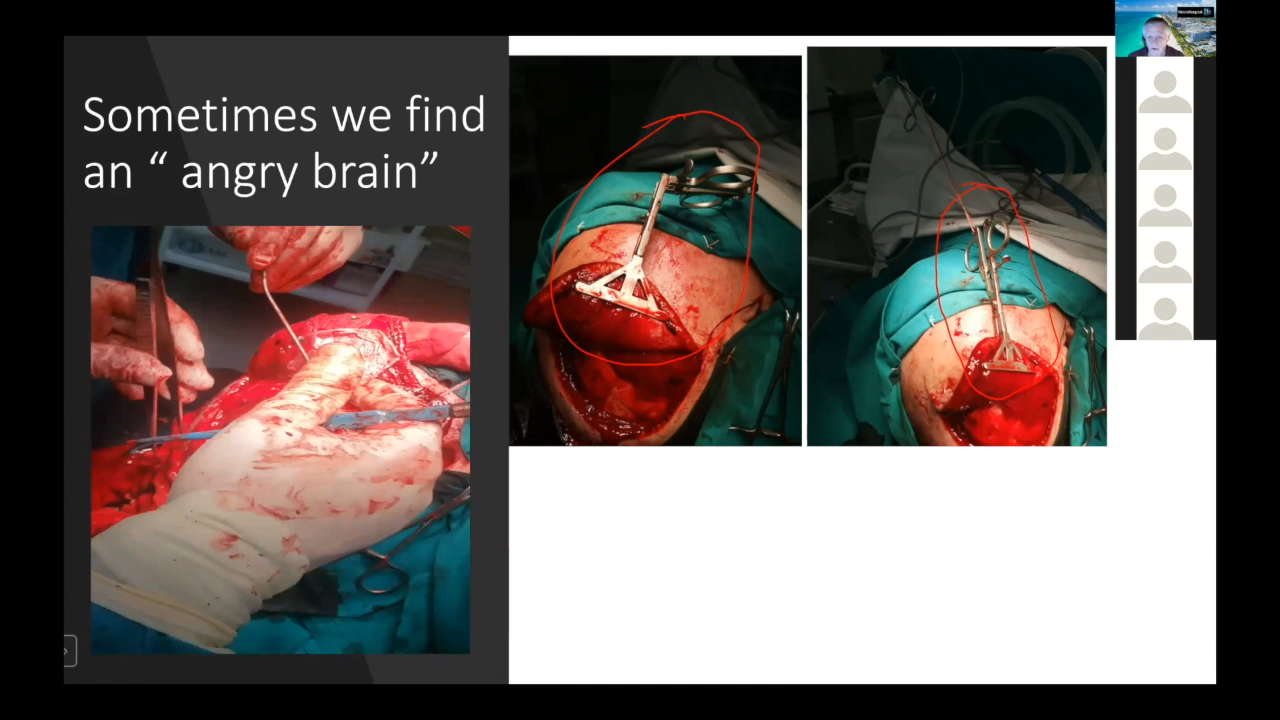 Sometimes we find
an “ angry brain”